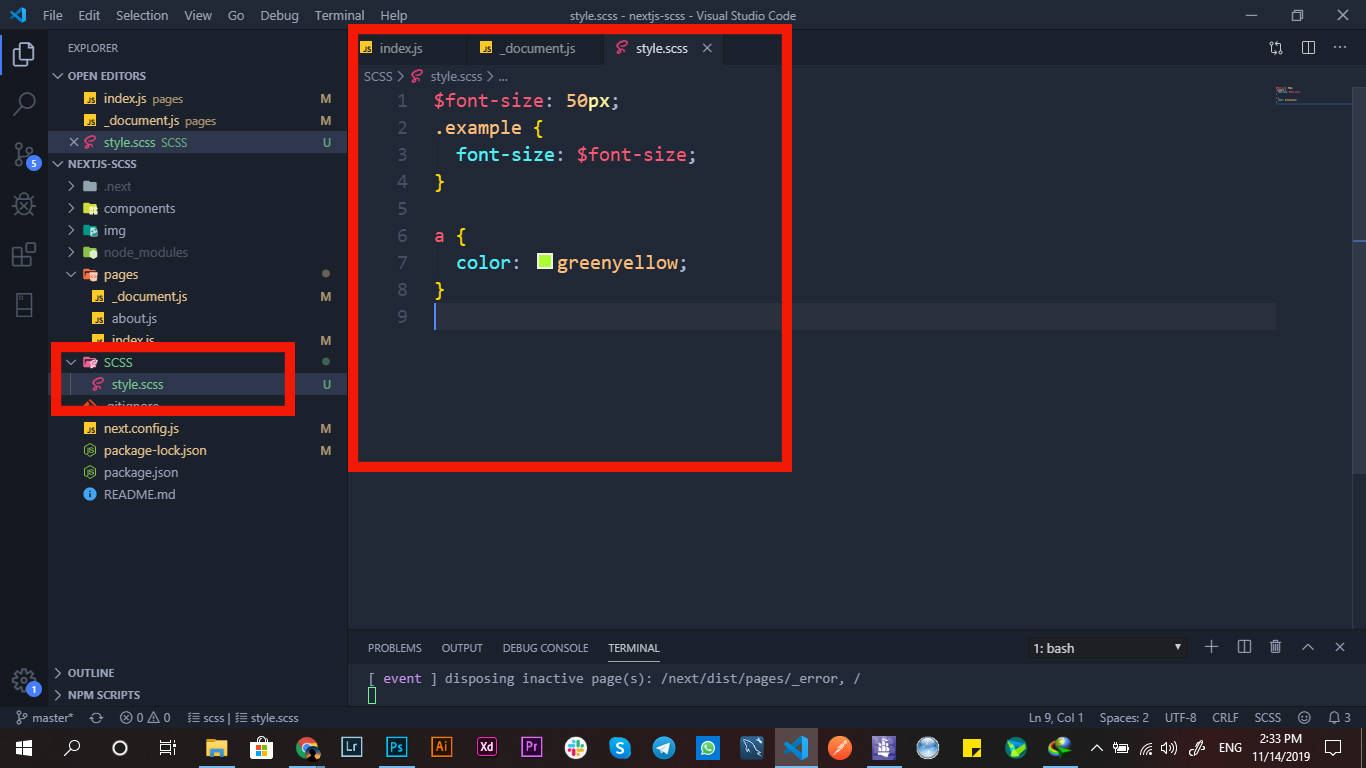 File Edit Selection View Go Debug Terminal Help style.scss - nextjs-scss - Visual Studio Code
EXPLORER
OPEN EDITORS
index.js pages M
_document.js pages M
style.scss SCSS U
NEXTJS-SCSS
.next
components
img
node_modules
pages
_document.js M
about.js
index.js M
SCSS
style.scss U
.gitignore
next.config.js M
package-lock.json M
package.json
README.md
OUTLINE
NPM SCRIPTS
5
1
index.js _document.js style.scss
SCSS > style.scss > ...
1 $font-size: 50px;
2 .example {
3 font-size: $font-size;
4 }
5
6 a {
7 color: greenyellow;
8 }
9
PROBLEMS OUTPUT DEBUG CONSOLE TERMINAL 1: bash
[ event ] disposing inactive page(s): /next/dist/pages/_error, /
master* 0 0 scss | style.scss Ln 9, Col 1 Spaces: 2 UTF-8 CRLF SCSS 3
Lr Ps Ai Xd Pr ENG 2:33 PM
11/14/2019